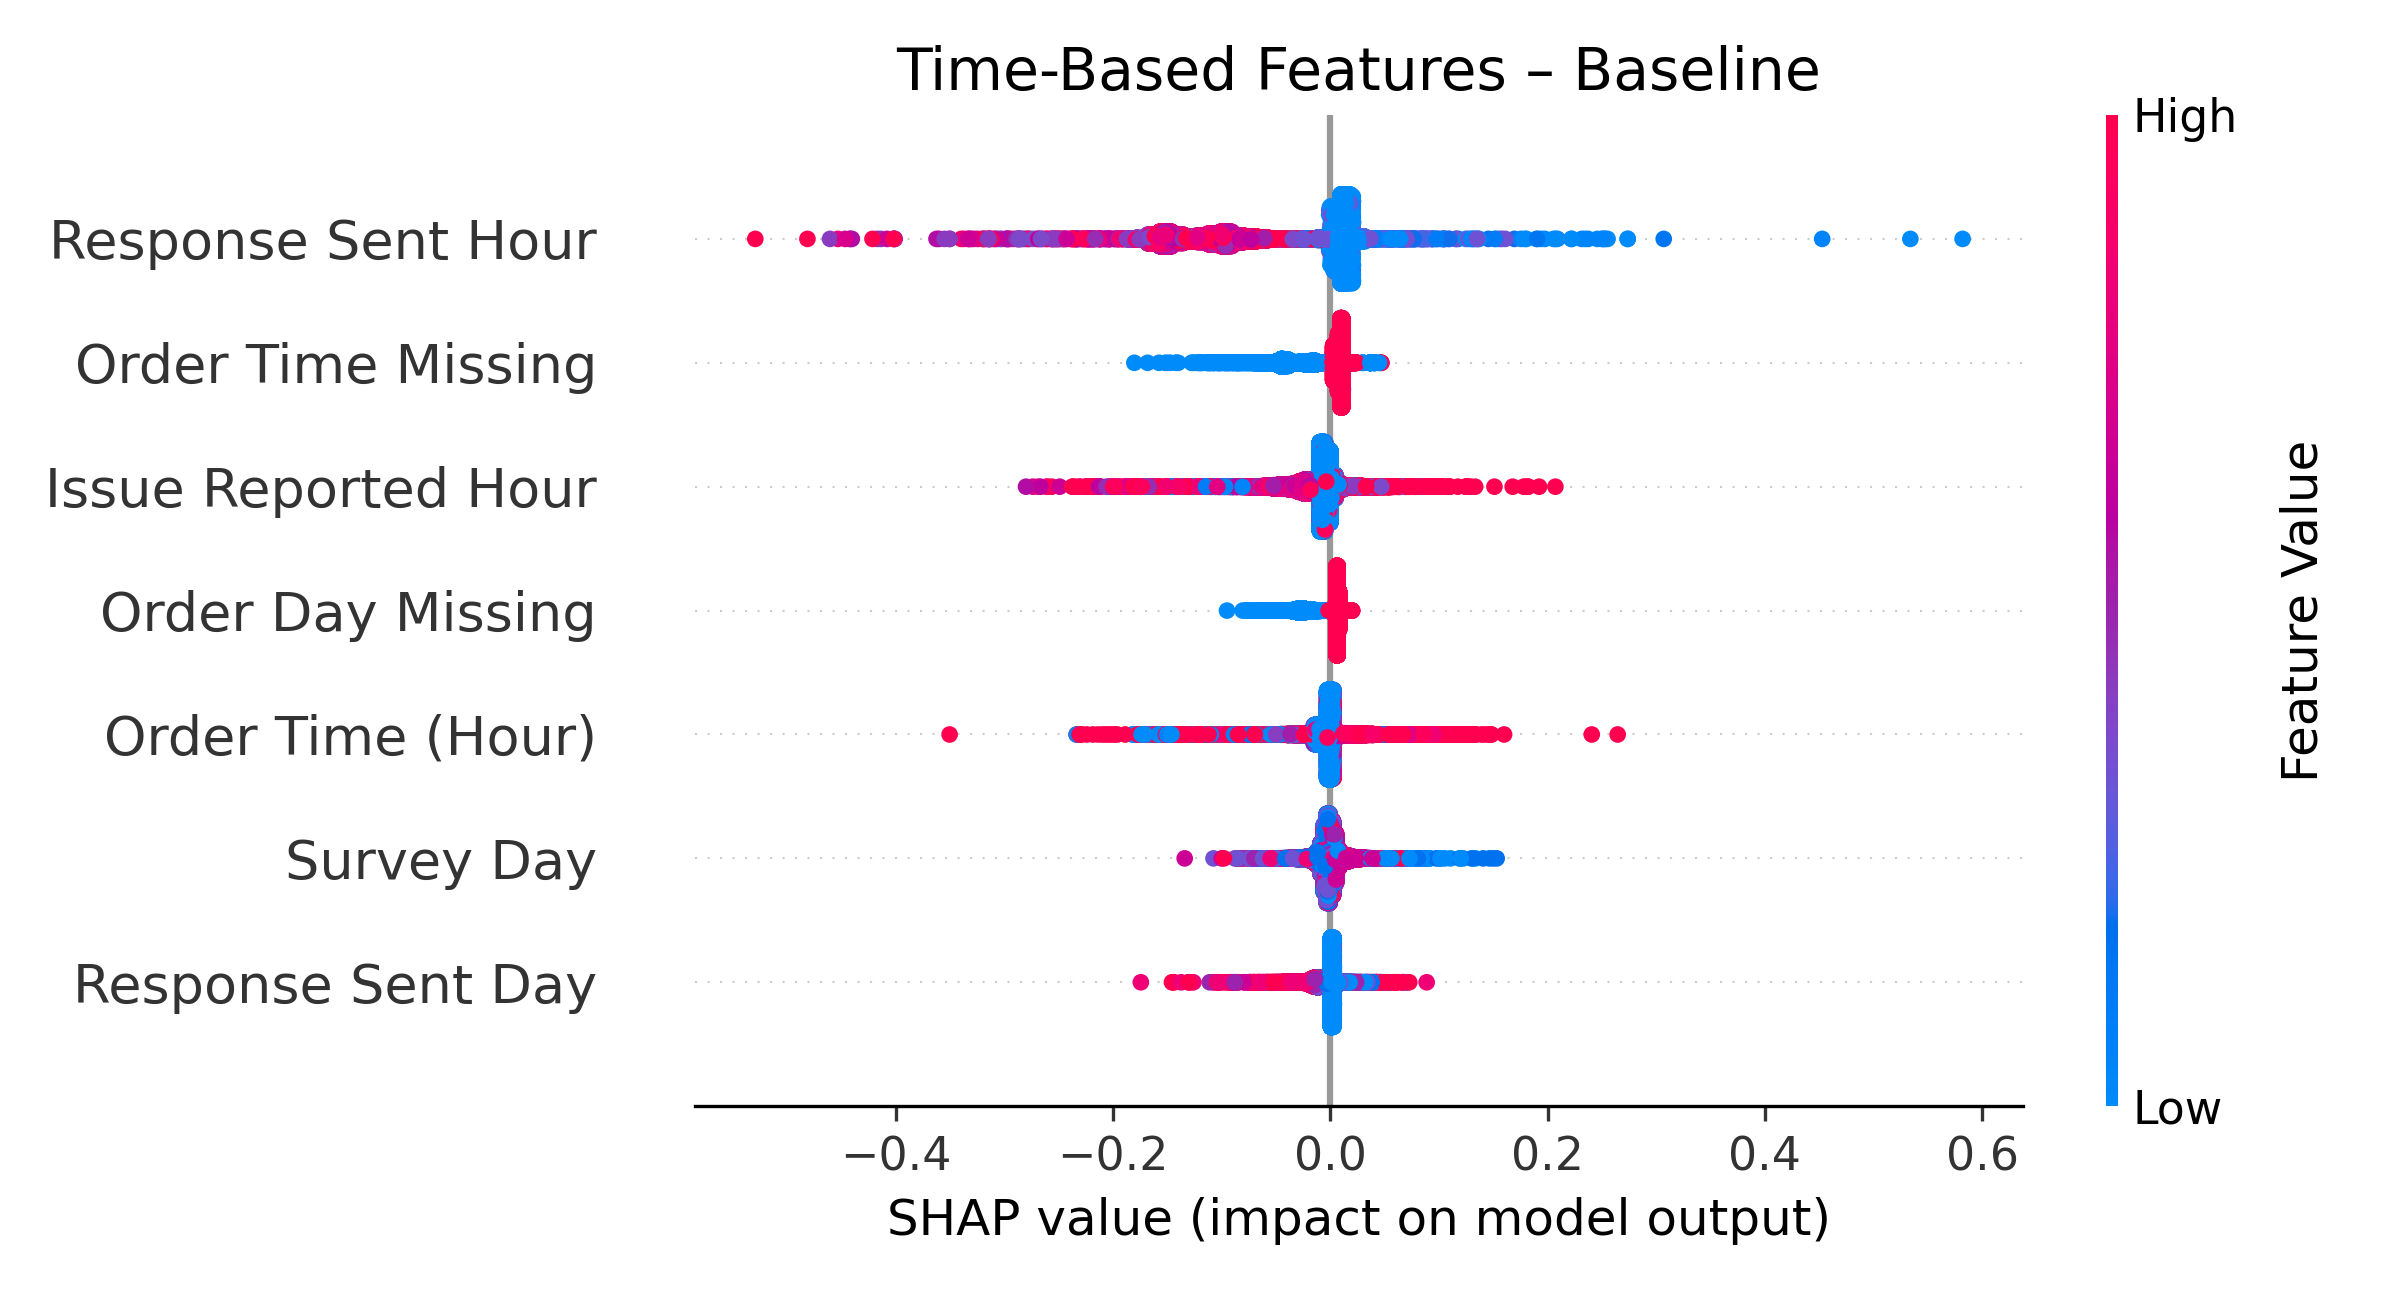 Time-Based Features – Baseline
High
Response Sent Hour
Order Time Missing
Issue Reported Hour
Order Day Missing
Order Time (Hour)
Survey Day
Response Sent Day
Feature Value
Low
−0.4 −0.2 0.0 0.2 0.4 0.6
SHAP value (impact on model output)